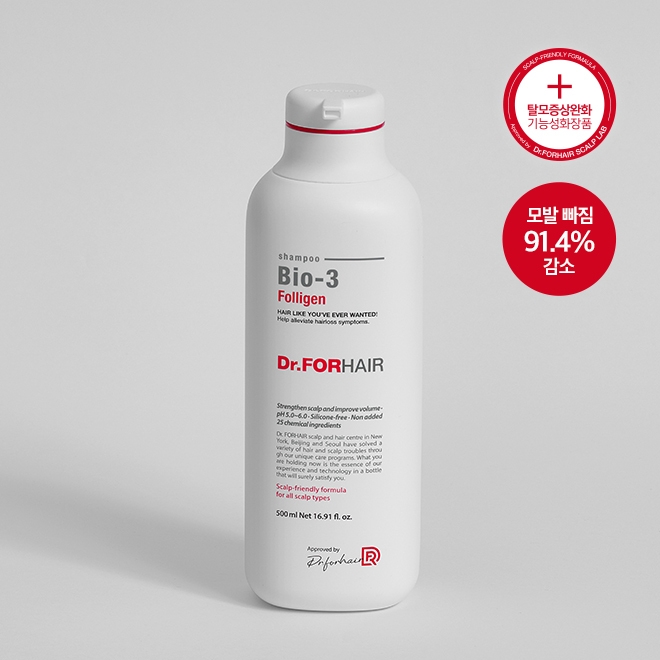 SCALP-FRIENDLY FORMAULA
탈모증상완화
기능성화장품
Approved by Dr.FORHAIR SCALP LAB
모발 빠짐
91.4%
감소
shampoo
Bio-3
Folligen
HAIR LIKE YOU'VE EVER WANTED!
Help alleviate hairloss symptoms.
Dr.FORHAIR
Strengthen scalp and improve volume-
pH 5.0~6.0 - Silicone-free - Non added
25 chemical ingredients
Dr. FORHAIR scalp and hair centre in New
York, Beijing and Seoul have solved a
variety of hair and scalp troubles throu
gh our unique care programs. What you
are holding now is the essence of our
experience and technology in a bottle
that will surely satisfy you.
Scalp-friendly formula
for all scalp types
500ml Net 16.91 fl. oz.
Approved by
Dr.forhair